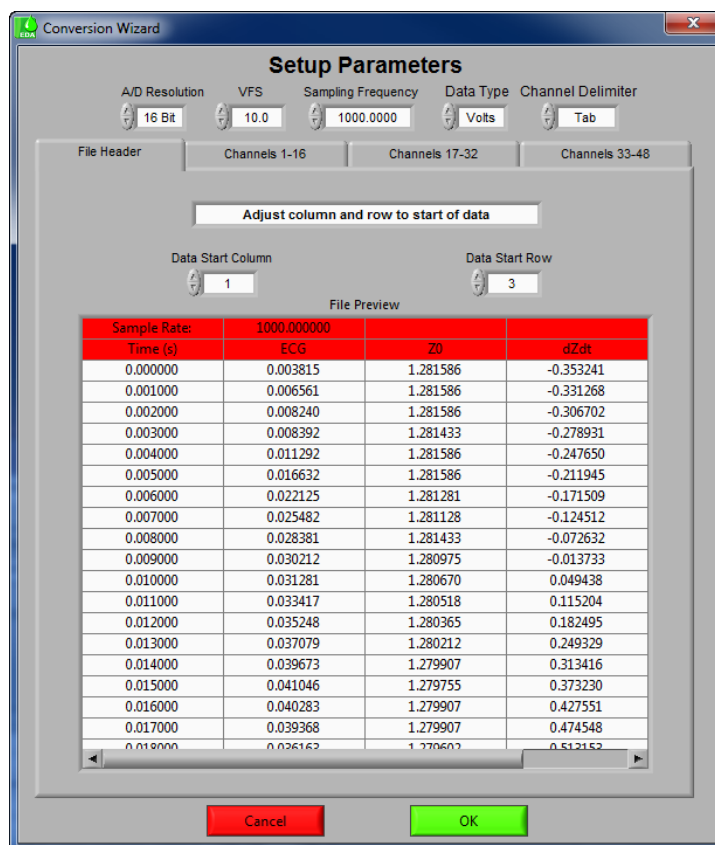 EDA Conversion Wizard
Setup Parameters
A/D Resolution VFS Sampling Frequency Data Type Channel Delimiter
16 Bit 10.0 1000.0000 Volts Tab
File Header Channels 1-16 Channels 17-32 Channels 33-48
Adjust column and row to start of data
Data Start Column Data Start Row
1 3
File Preview
Sample Rate: 1000.000000
Time (s) ECG Z0 dZdt
0.000000 0.003815 1.281586 -0.353241
0.001000 0.006561 1.281586 -0.331268
0.002000 0.008240 1.281586 -0.306702
0.003000 0.008392 1.281433 -0.278931
0.004000 0.011292 1.281586 -0.247650
0.005000 0.016632 1.281586 -0.211945
0.006000 0.022125 1.281281 -0.171509
0.007000 0.025482 1.281128 -0.124512
0.008000 0.028381 1.281433 -0.072632
0.009000 0.030212 1.280975 -0.013733
0.010000 0.031281 1.280670 0.049438
0.011000 0.033417 1.280518 0.115204
0.012000 0.035248 1.280365 0.182495
0.013000 0.037079 1.280212 0.249329
0.014000 0.039673 1.279907 0.313416
0.015000 0.041046 1.279755 0.373230
0.016000 0.040283 1.279907 0.427551
0.017000 0.039368 1.279907 0.474548
0.018000 0.036163 1.279602 0.513153
Cancel OK